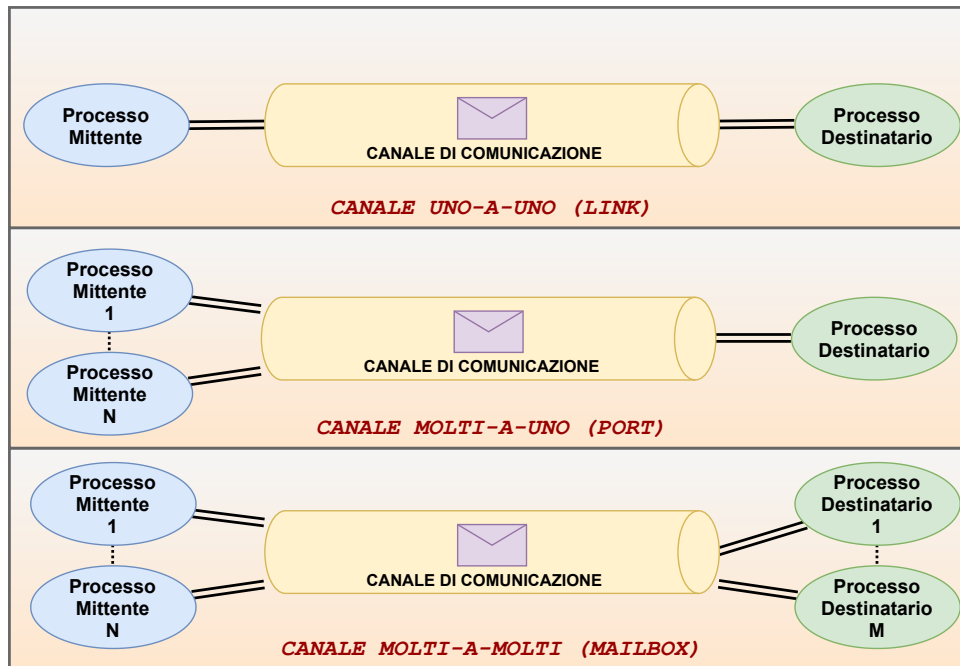 Processo
Mittente
CANALE DI COMUNICAZIONE
Processo
Destinatario
CANALE UNO-A-UNO (LINK)
Processo
Mittente
1
Processo
Mittente
N
CANALE DI COMUNICAZIONE
Processo
Destinatario
CANALE MOLTI-A-UNO (PORT)
Processo
Mittente
1
Processo
Mittente
N
CANALE DI COMUNICAZIONE
Processo
Destinatario
1
Processo
Destinatario
M
CANALE MOLTI-A-MOLTI (MAILBOX)